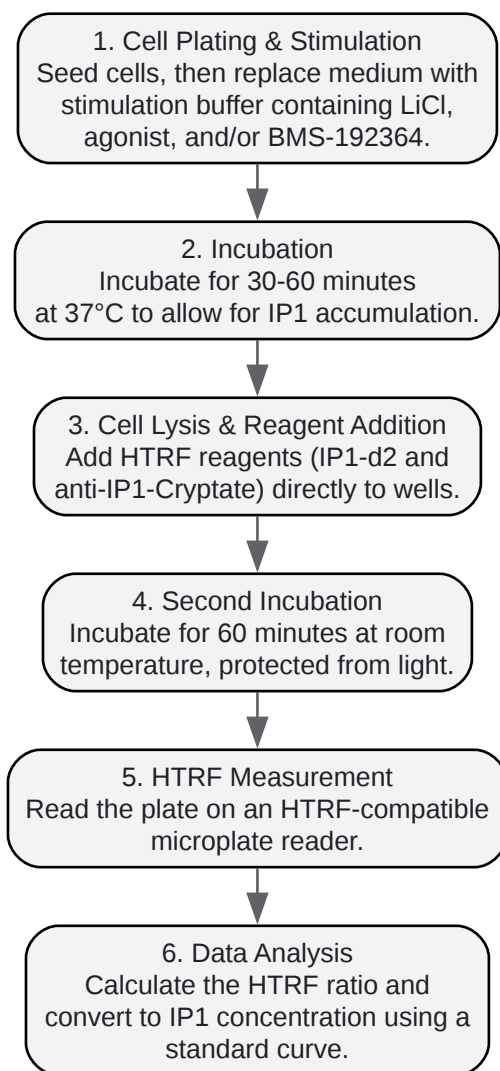 1. Cell Plating & Stimulation
Seed cells, then replace medium with
stimulation buffer containing LiCl,
agonist, and/or BMS-192364.
2. Incubation
Incubate for 30-60 minutes
at 37°C to allow for IP1 accumulation.
3. Cell Lysis & Reagent Addition
Add HTRF reagents (IP1-d2 and
anti-IP1-Cryptate) directly to wells.
4. Second Incubation
Incubate for 60 minutes at room
temperature, protected from light.
5. HTRF Measurement
Read the plate on an HTRF-compatible
microplate reader.
6. Data Analysis
Calculate the HTRF ratio and
convert to IP1 concentration using a
standard curve.